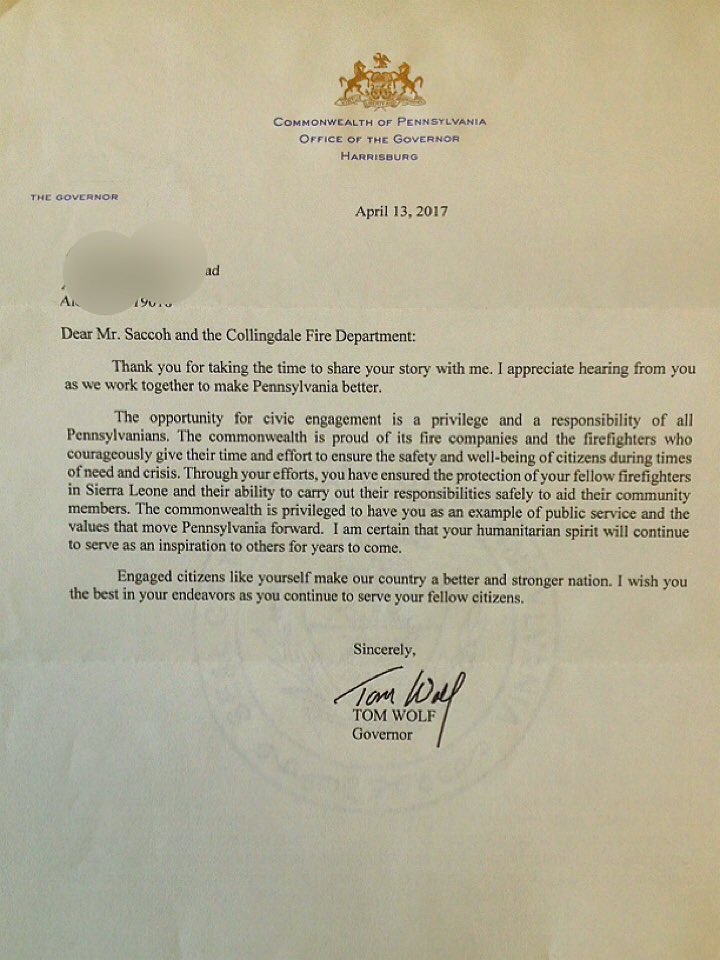 COMMONWEALTH OF PENNSYLVANIA
OFFICE OF THE GOVERNOR
HARRISBURG
THE GOVERNOR
April 13, 2017
ad
Dear Mr. Saccoh and the Collingdale Fire Department:
Thank you for taking the time to share your story with me. I appreciate hearing from you
as we work together to make Pennsylvania better.
The opportunity for civic engagement is a privilege and a responsibility of all
Pennsylvanians. The commonwealth is proud of its fire companies and the firefighters who
courageously give their time and effort to ensure the safety and well-being of citizens during times
of need and crisis. Through your efforts, you have ensured the protection of your fellow firefighters
in Sierra Leone and their ability to carry out their responsibilities safely to aid their community
members. The commonwealth is privileged to have you as an example of public service and the
values that move Pennsylvania forward. I am certain that your humanitarian spirit will continue
to serve as an inspiration to others for years to come.
Engaged citizens like yourself make our country a better and stronger nation. I wish you
the best in your endeavors as you continue to serve your fellow citizens.
Sincerely,
Tom Wolf
TOM WOLF
Governor